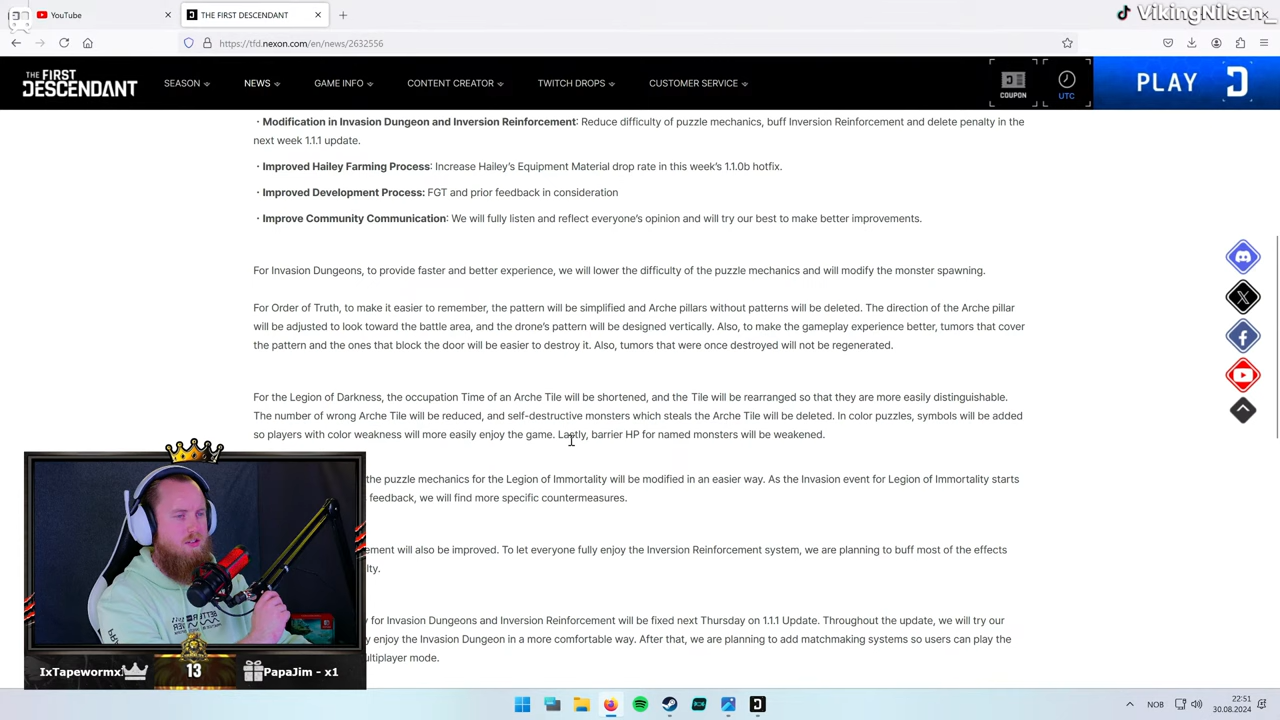 YouTube
THE FIRST DESCENDANT
VikingNilsen
https://tfd.nexon.com/en/news/2632556
THE FIRST
DESCENDANT
SEASON
NEWS
GAME INFO
CONTENT CREATOR
TWITCH DROPS
CUSTOMER SERVICE
COUPON
UTC
PLAY
· Modification in Invasion Dungeon and Inversion Reinforcement: Reduce difficulty of puzzle mechanics, buff Inversion Reinforcement and delete penalty in the
next week 1.1.1 update.
· Improved Hailey Farming Process: Increase Hailey's Equipment Material drop rate in this week's 1.1.0b hotfix.
· Improved Development Process: FGT and prior feedback in consideration
· Improve Community Communication: We will fully listen and reflect everyone's opinion and will try our best to make better improvements.
For Invasion Dungeons, to provide faster and better experience, we will lower the difficulty of the puzzle mechanics and will modify the monster spawning.
For Order of Truth, to make it easier to remember, the pattern will be simplified and Arche pillars without patterns will be deleted. The direction of the Arche pillar
will be adjusted to look toward the battle area, and the drone's pattern will be designed vertically. Also, to make the gameplay experience better, tumors that cover
the pattern and the ones that block the door will be easier to destroy it. Also, tumors that were once destroyed will not be regenerated.
For the Legion of Darkness, the occupation Time of an Arche Tile will be shortened, and the Tile will be rearranged so that they are more easily distinguishable.
The number of wrong Arche Tile will be reduced, and self-destructive monsters which steals the Arche Tile will be deleted. In color puzzles, symbols will be added
so players with color weakness will more easily enjoy the game. Lastly, barrier HP for named monsters will be weakened.
the puzzle mechanics for the Legion of Immortality will be modified in an easier way. As the Invasion event for Legion of Immortality starts
feedback, we will find more specific countermeasures.
ement will also be improved. To let everyone fully enjoy the Inversion Reinforcement system, we are planning to buff most of the effects
lty.
y for Invasion Dungeons and Inversion Reinforcement will be fixed next Thursday on 1.1.1 Update. Throughout the update, we will try our
y enjoy the Invasion Dungeon in a more comfortable way. After that, we are planning to add matchmaking systems so users can play the
ultiplayer mode.
IxTapewormx
13
PapaJim - x1
NOB
22:51
30.08.2024